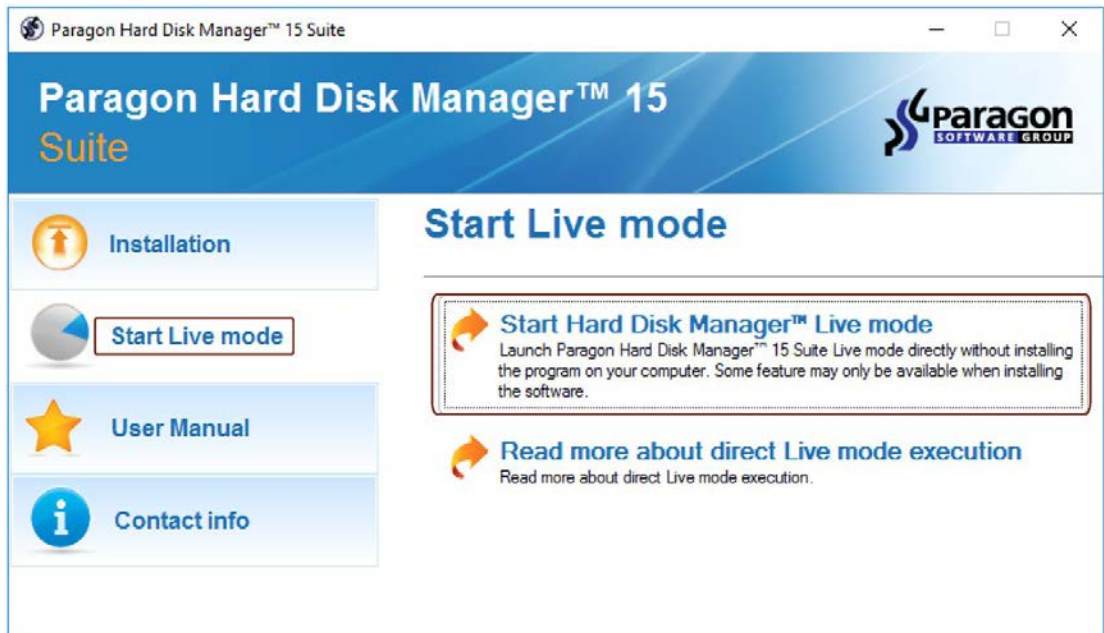 Paragon Hard Disk Manager™ 15 Suite
Paragon Hard Disk Manager™ 15
Suite
Paragon
SOFTWARE GROUP
Installation
Start Live mode
User Manual
Contact info
Start Live mode
Start Hard Disk Manager™ Live mode
Launch Paragon Hard Disk Manager™ 15 Suite Live mode directly without installing
the program on your computer. Some feature may only be available when installing
the software.
Read more about direct Live mode execution
Read more about direct Live mode execution.